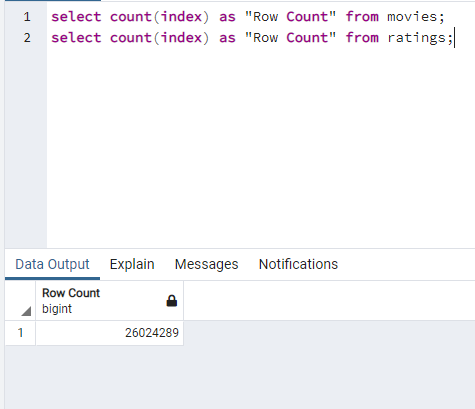 1 select count(index) as "Row Count" from movies;
2 select count(index) as "Row Count" from ratings;
Data Output Explain Messages Notifications
Row Count
bigint
1 26024289